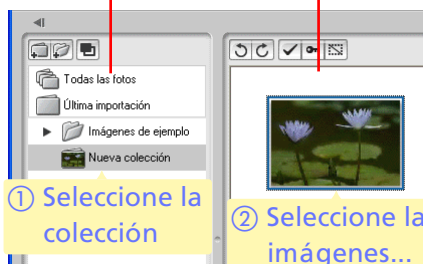 Todas las fotos
Última importación
Imágenes de ejemplo
Nueva colección
① Seleccione la
colección
② Seleccione la
imágenes...